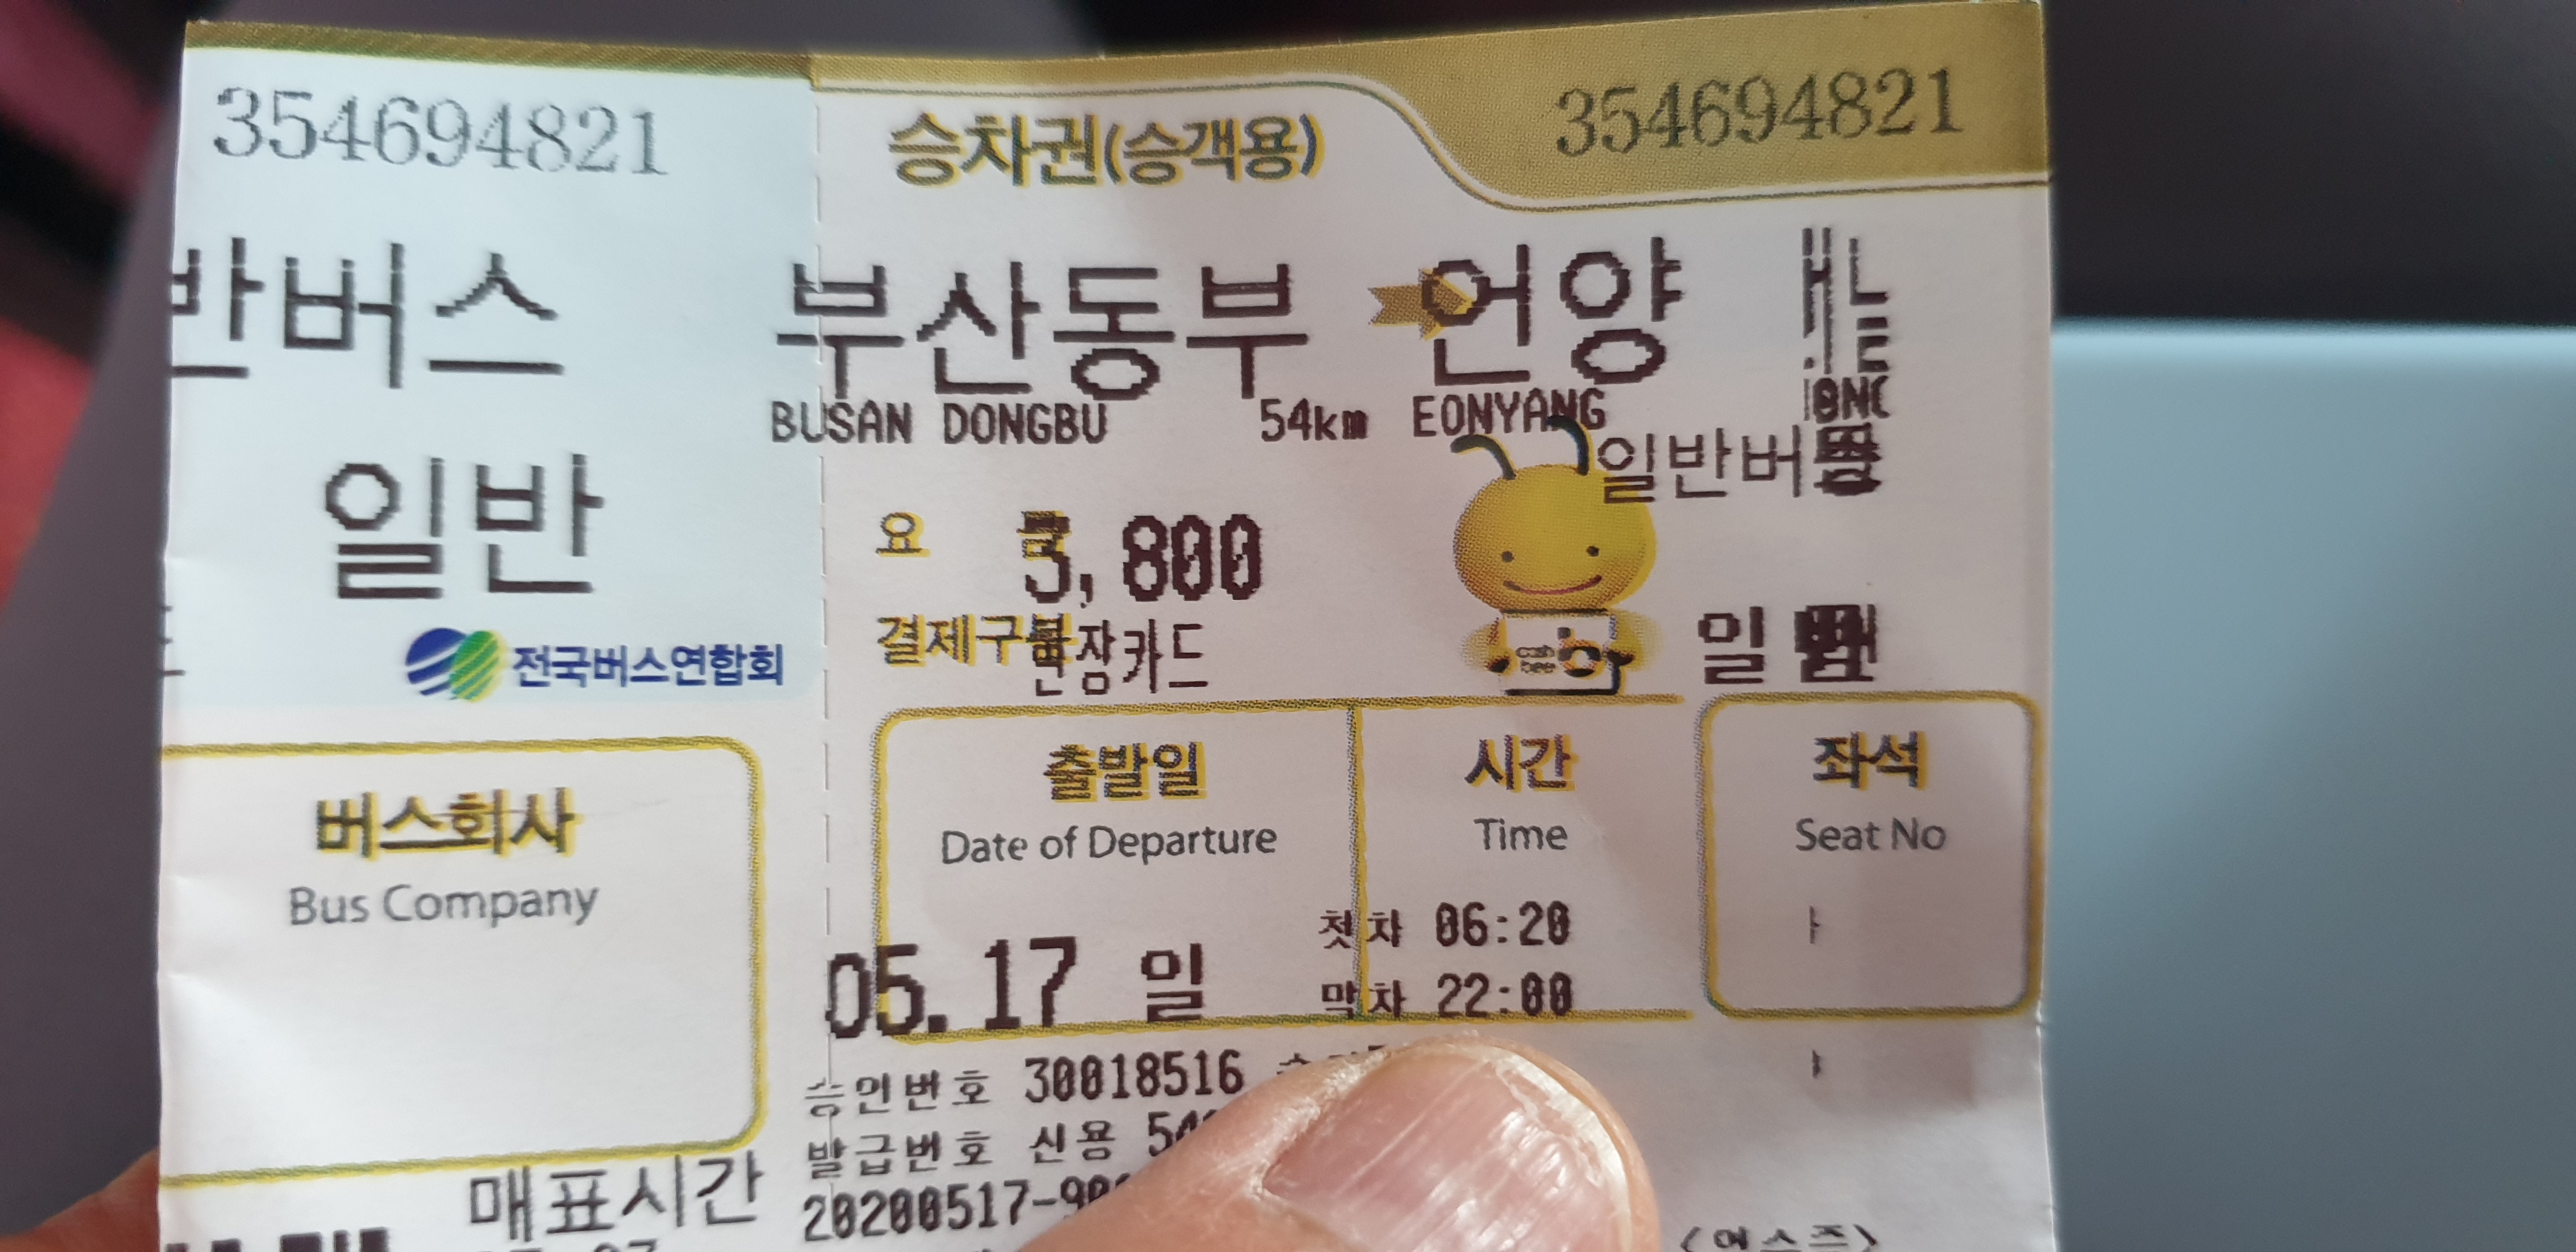 354694821
승차권(승객용)
354694821
반버스
부산동부 언양
BUSAN DONGBU 54km EONYANG
일반버
일반
요 3,800
cash bee
전국버스연합회
결제구분 카드
일
버스회사
Bus Company
출발일
Date of Departure
시간
Time
좌석
Seat No
첫차 06:20
05.17 일
막차 22:00
승인번호 30018516
발급번호 신용
매표시간
20200517-90